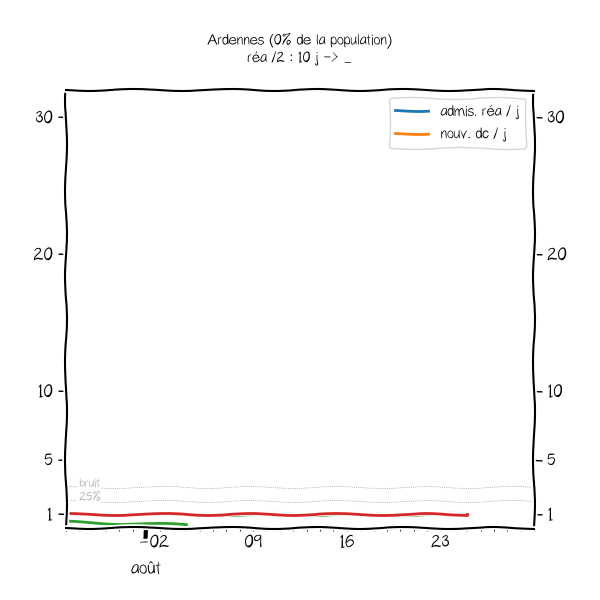 Ardennes (0% de la population)
réa /2 : 10 j -> _
admis. réa / j
nouv. dc / j
30
30
20
20
10
10
5
5
bruit
25%
1
1
02
09
16
23
août